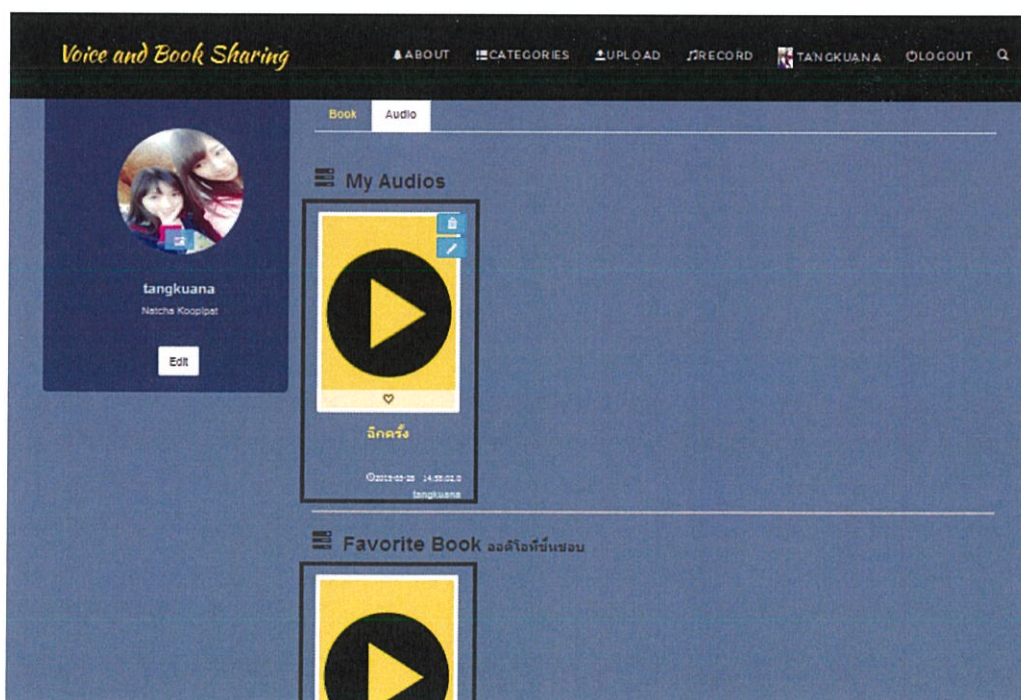 Voice and Book Sharing
ABOUT CATEGORIES UPLOAD RECORD TANGKUANA LOGOUT
Book Audio
My Audios
tangkuana
Natcha Koopipat
Edit
อีกครั้ง
tangkuana
Favorite Book ออดิโอที่ชื่นชอบ